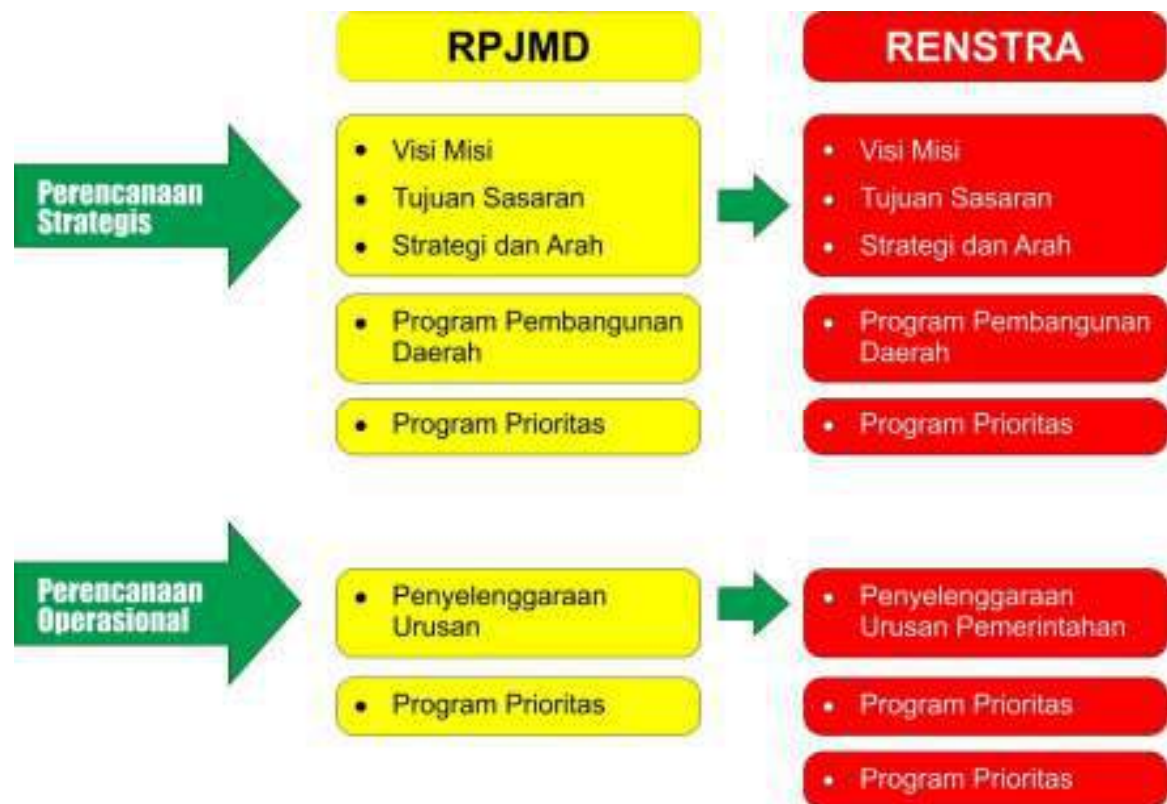 RPJMD
RENSTRA
Perencanaan
Strategis
• Visi Misi
• Tujuan Sasaran
• Strategi dan Arah
• Visi Misi
• Tujuan Sasaran
• Strategi dan Arah
• Program Pembangunan
Daerah
• Program Pembangunan
Daerah
• Program Prioritas
• Program Prioritas
Perencanaan
Operasional
• Penyelenggaraan
Urusan
• Penyelenggaraan
Urusan Pemerintahan
• Program Prioritas
• Program Prioritas
• Program Prioritas